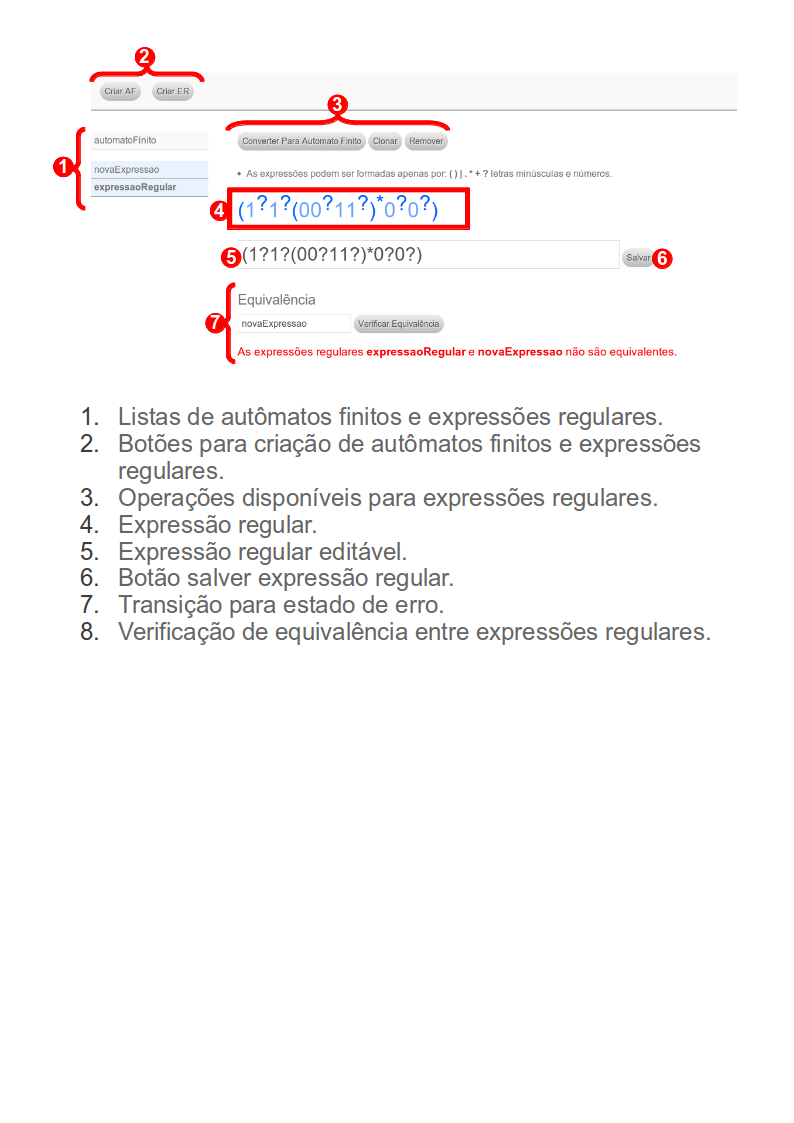 2
Criar AF Criar ER
3
automatoFinito
Converter Para Automato Finito Clonar Remover
1
novaExpressao
• As expressões podem ser formadas apenas por: ( ) | . * + ? letras minúsculas e números.
expressaoRegular
4 (1?1?(00?11?)*0?0?)
5 (1?1?(00?11?)*0?0?) Salvar 6
Equivalência
7 novaExpressao Verificar Equivalência
As expressões regulares expressaoRegular e novaExpressao não são equivalentes.
1. Listas de autômatos finitos e expressões regulares.
2. Botões para criação de autômatos finitos e expressões
regulares.
3. Operações disponíveis para expressões regulares.
4. Expressão regular.
5. Expressão regular editável.
6. Botão salver expressão regular.
7. Transição para estado de erro.
8. Verificação de equivalência entre expressões regulares.